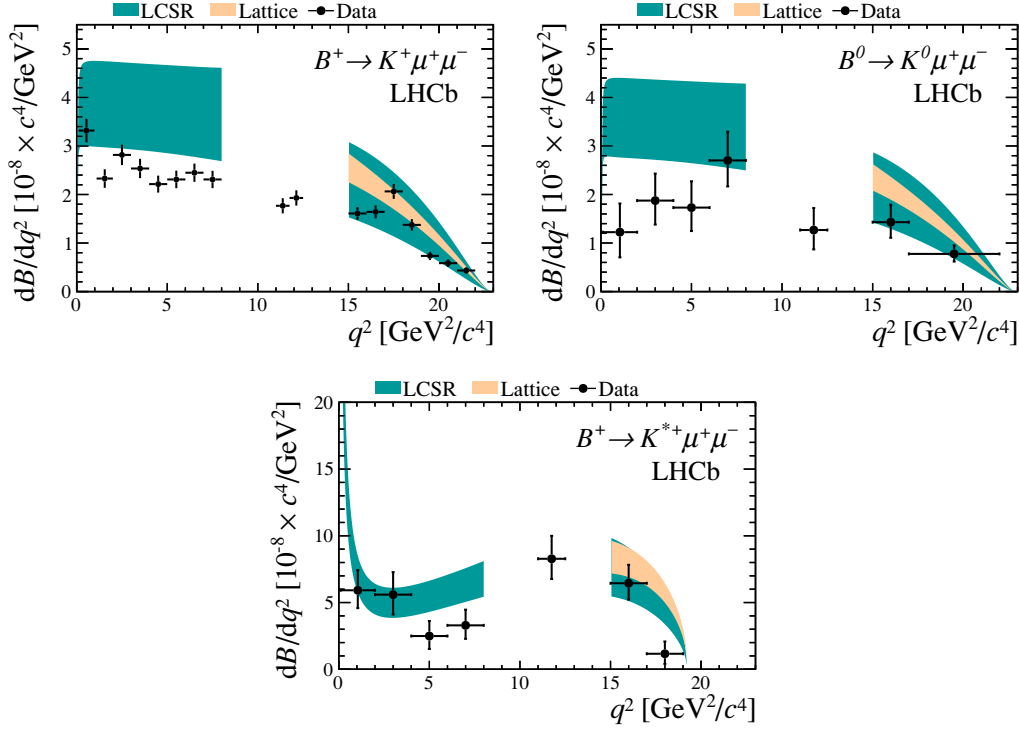 LCSR Lattice Data
dB/dq² [10⁻⁸ × c⁴/GeV²]
B⁺→ K⁺μ⁺μ⁻
LHCb
5
4
3
2
1
0
0 5 10 15 20
q² [GeV²/c⁴]
LCSR Lattice Data
dB/dq² [10⁻⁸ × c⁴/GeV²]
B⁰→ K⁰μ⁺μ⁻
LHCb
5
4
3
2
1
0
0 5 10 15 20
q² [GeV²/c⁴]
LCSR Lattice Data
dB/dq² [10⁻⁸ × c⁴/GeV²]
B⁺→ K*⁺μ⁺μ⁻
LHCb
20
15
10
5
0
0 5 10 15 20
q² [GeV²/c⁴]